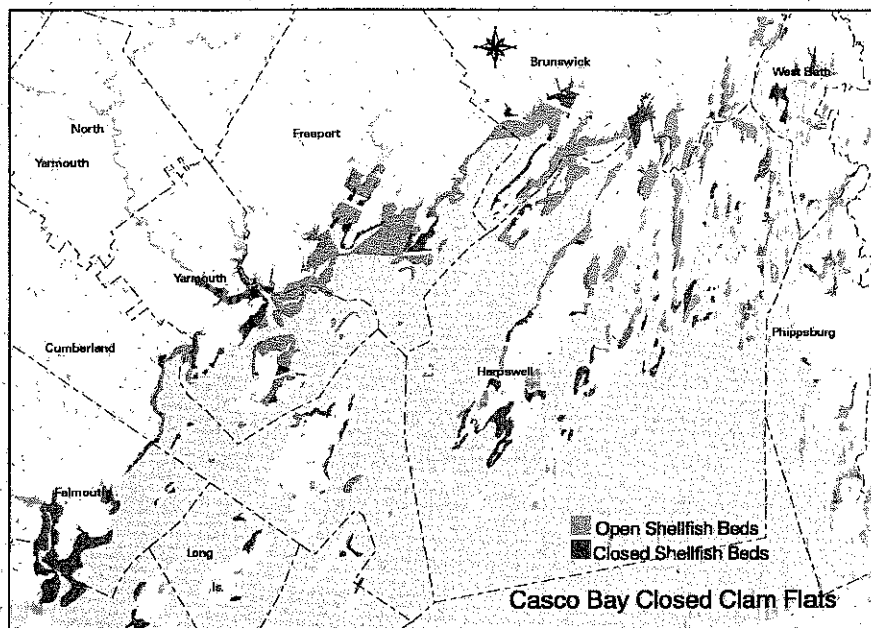 Brunswick
West Bath
North
Yarmouth
Freeport
Yarmouth
Cumberland
Phippsburg
Harpswell
Falmouth
Long
Is.
Open Shellfish Beds
Closed Shellfish Beds
Casco Bay Closed Clam Flats